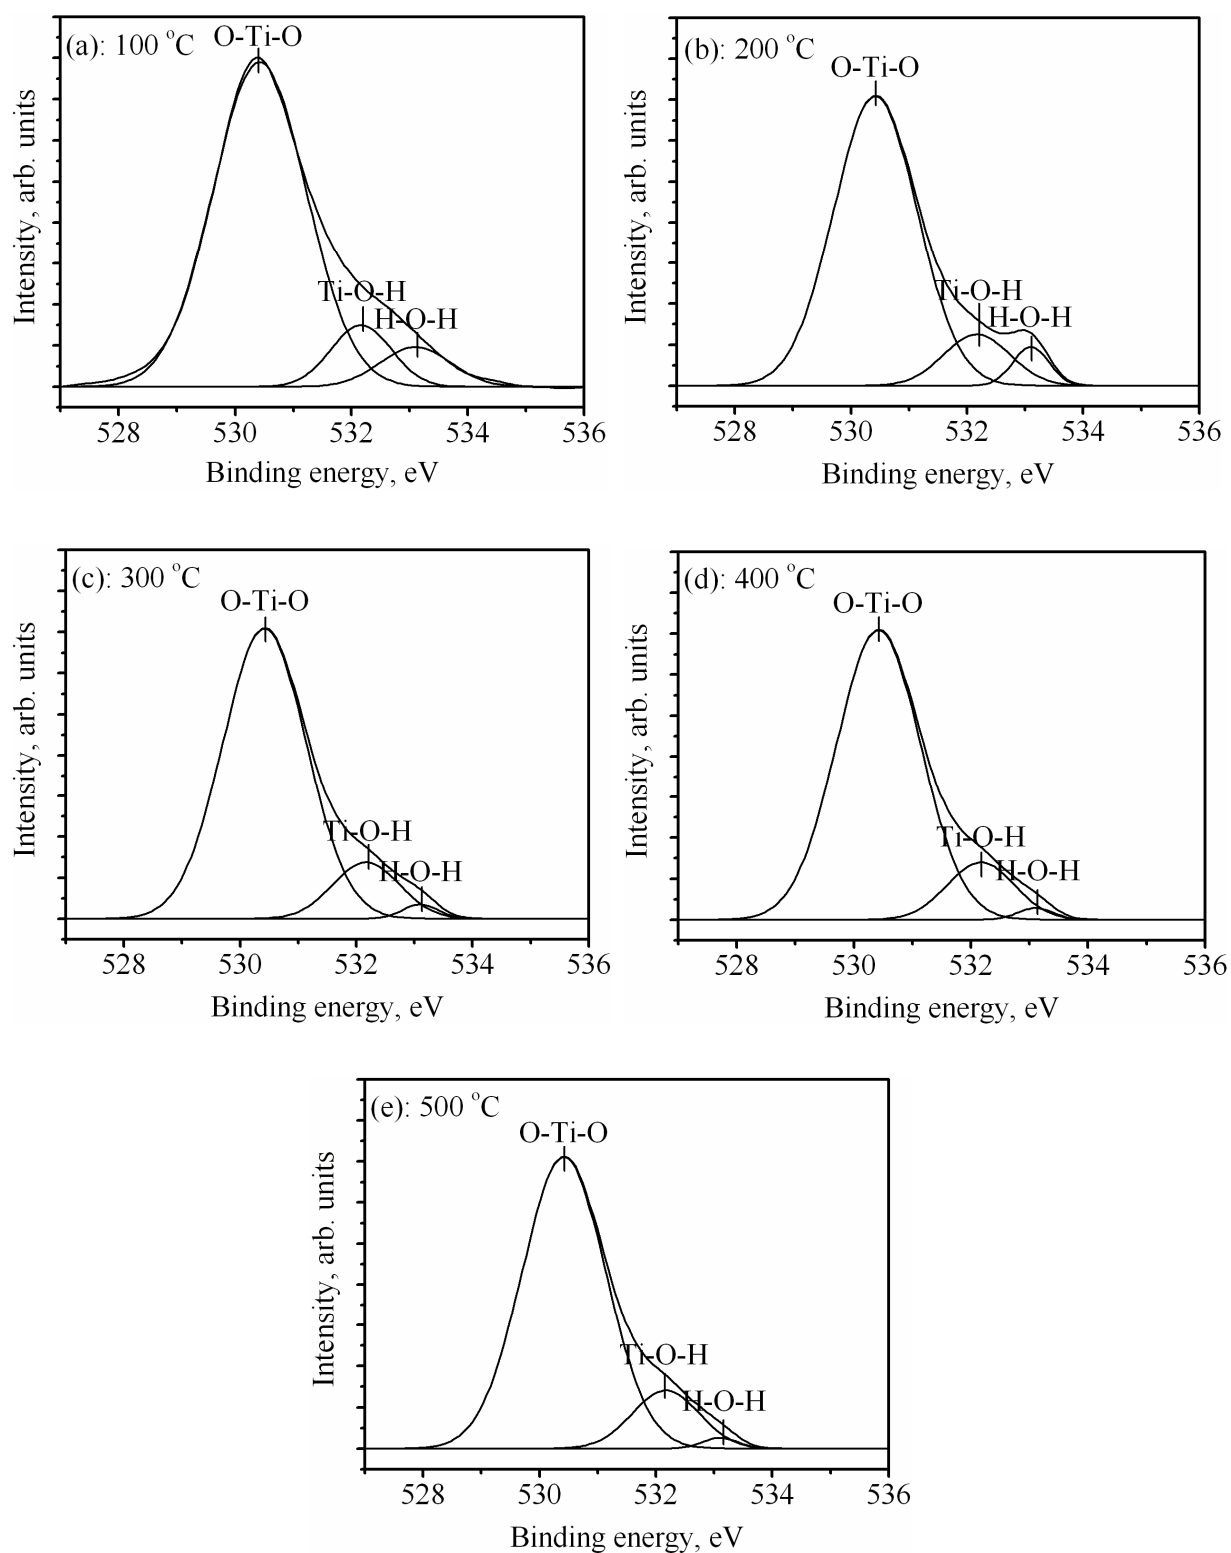 (a): 100 °C
O-Ti-O
Ti-O-H
H-O-H
Intensity, arb. units
528 530 532 534 536
Binding energy, eV
(b): 200 °C
O-Ti-O
Ti-O-H
H-O-H
Intensity, arb. units
528 530 532 534 536
Binding energy, eV
(c): 300 °C
O-Ti-O
Ti-O-H
H-O-H
Intensity, arb. units
528 530 532 534 536
Binding energy, eV
(d): 400 °C
O-Ti-O
Ti-O-H
H-O-H
Intensity, arb. units
528 530 532 534 536
Binding energy, eV
(e): 500 °C
O-Ti-O
Ti-O-H
H-O-H
Intensity, arb. units
528 530 532 534 536
Binding energy, eV